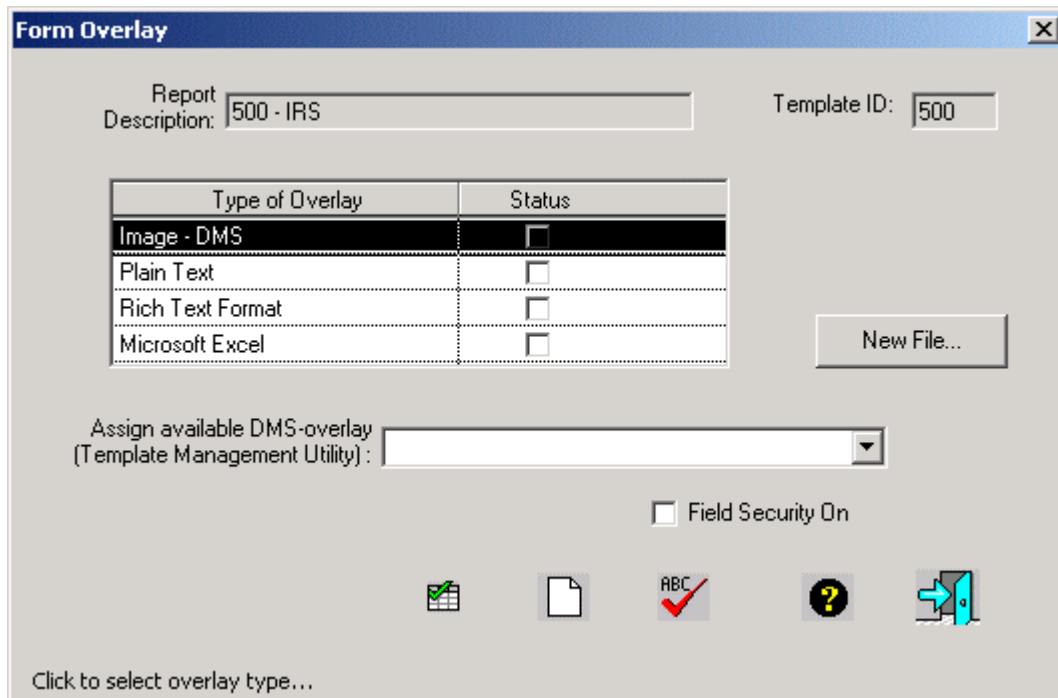 Form Overlay
Report
Description:
500 - IRS
Template ID:
500
Type of Overlay
Status
Image - DMS
Plain Text
Rich Text Format
Microsoft Excel
New File...
Assign available DMS-overlay
(Template Management Utility) :
Field Security On
ABC
?
Click to select overlay type...